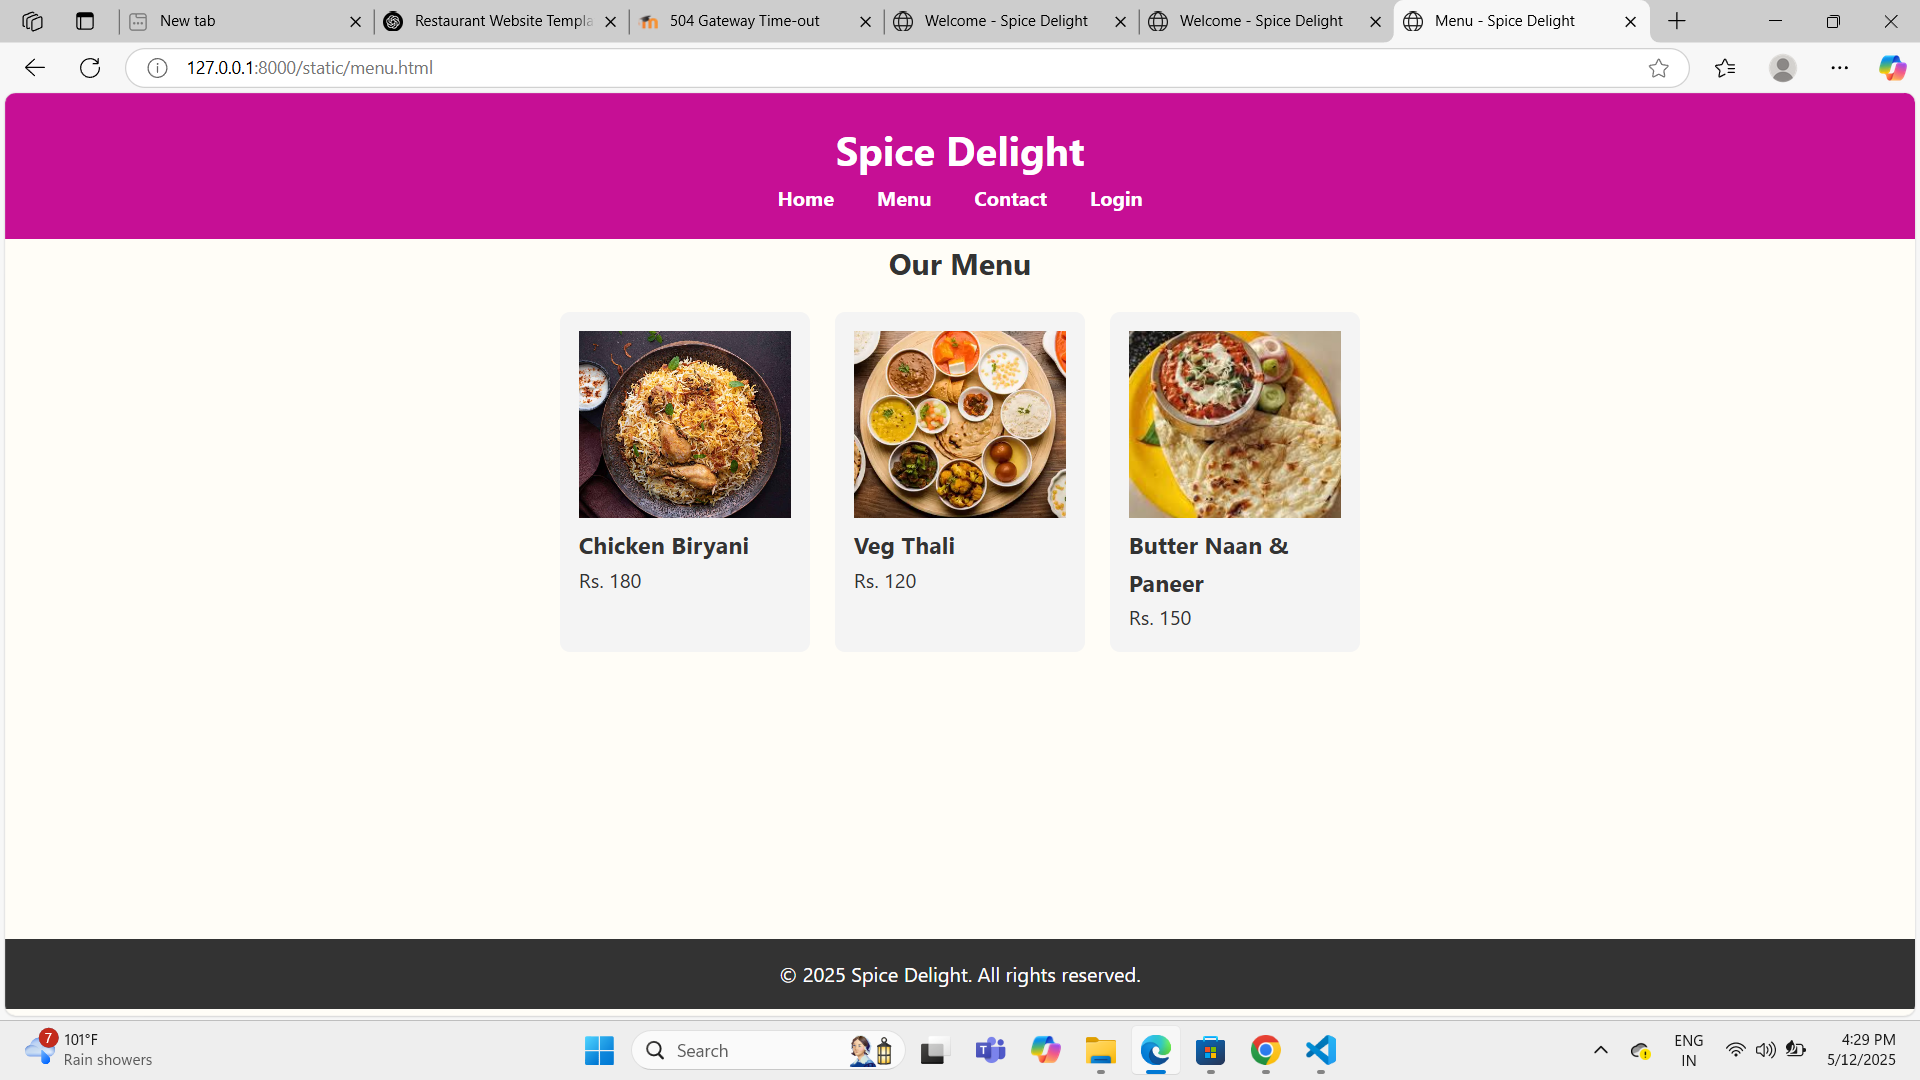 New tab
Restaurant Website Templa
504 Gateway Time-out
Welcome - Spice Delight
Welcome - Spice Delight
Menu - Spice Delight
127.0.0.1:8000/static/menu.html
Spice Delight
Home Menu Contact Login
Our Menu
Chicken Biryani
Rs. 180
Veg Thali
Rs. 120
Butter Naan &
Paneer
Rs. 150
© 2025 Spice Delight. All rights reserved.
7
101°F
Rain showers
Search
ENG
IN
4:29 PM
5/12/2025